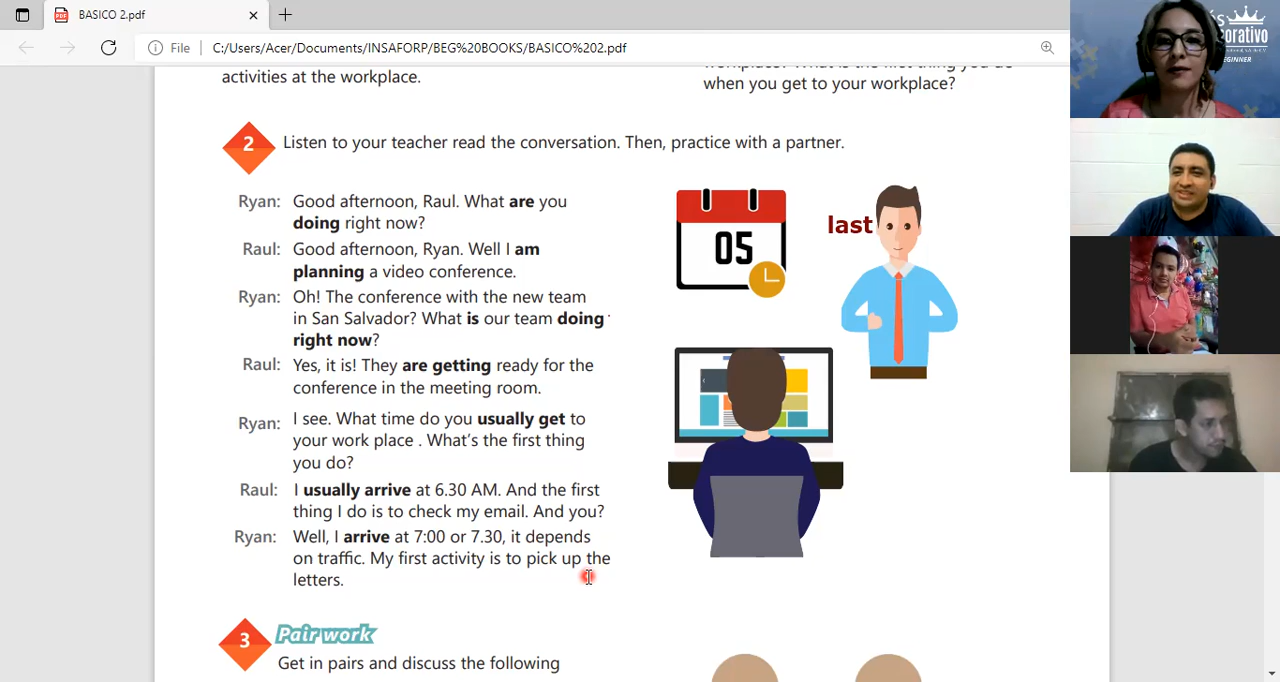 BASICO 2.pdf
File C:/Users/Acer/Documents/INSAFORP/BEG%20BOOKS/BASICO%202.pdf
activities at the workplace.
workplace? What is the first thing you do
when you get to your workplace?
2 Listen to your teacher read the conversation. Then, practice with a partner.
Ryan: Good afternoon, Raul. What are you
doing right now?
Raul: Good afternoon, Ryan. Well I am
planning a video conference.
Ryan: Oh! The conference with the new team
in San Salvador? What is our team doing
right now?
Raul: Yes, it is! They are getting ready for the
conference in the meeting room.
Ryan: I see. What time do you usually get to
your work place . What's the first thing
you do?
Raul: I usually arrive at 6.30 AM. And the first
thing I do is to check my email. And you?
Ryan: Well, I arrive at 7:00 or 7.30, it depends
on traffic. My first activity is to pick up the
letters.
05
last
3 Pair work
Get in pairs and discuss the following